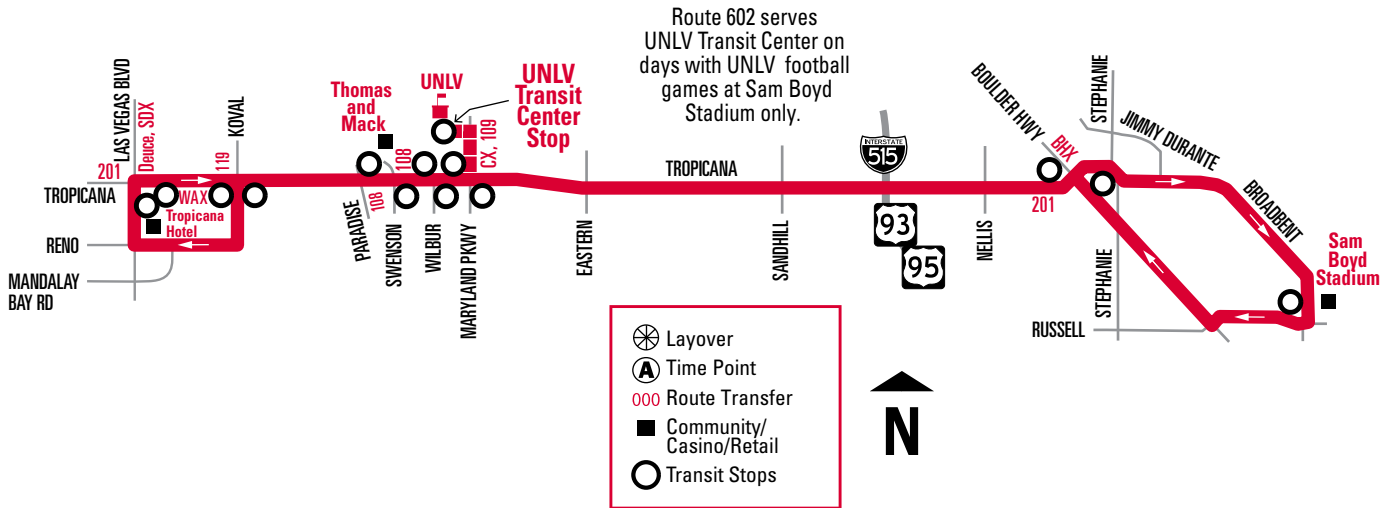 Route 602 serves
UNLV Transit Center on
days with UNLV football
games at Sam Boyd
Stadium only.
LAS VEGAS BLVD
Deuce, SDX
201
TROPICANA
119
KOVAL
WAX
Tropicana
Hotel
RENO
MANDALAY
BAY RD
Thomas
and
Mack
UNLV
UNLV
Transit
Center
Stop
108
CX, 109
108
PARADISE
SWENSON
WILBUR
MARYLAND PKWY
EASTERN
TROPICANA
SANDHILL
INTERSTATE
515
93
95
NELLIS
BOULDER HWY
BHX
201
STEPHANIE
JIMMY DURANTE
BROADBENT
Sam
Boyd
Stadium
STEPHANIE
RUSSELL
Layover
A Time Point
000 Route Transfer
Community/
Casino/Retail
Transit Stops
N